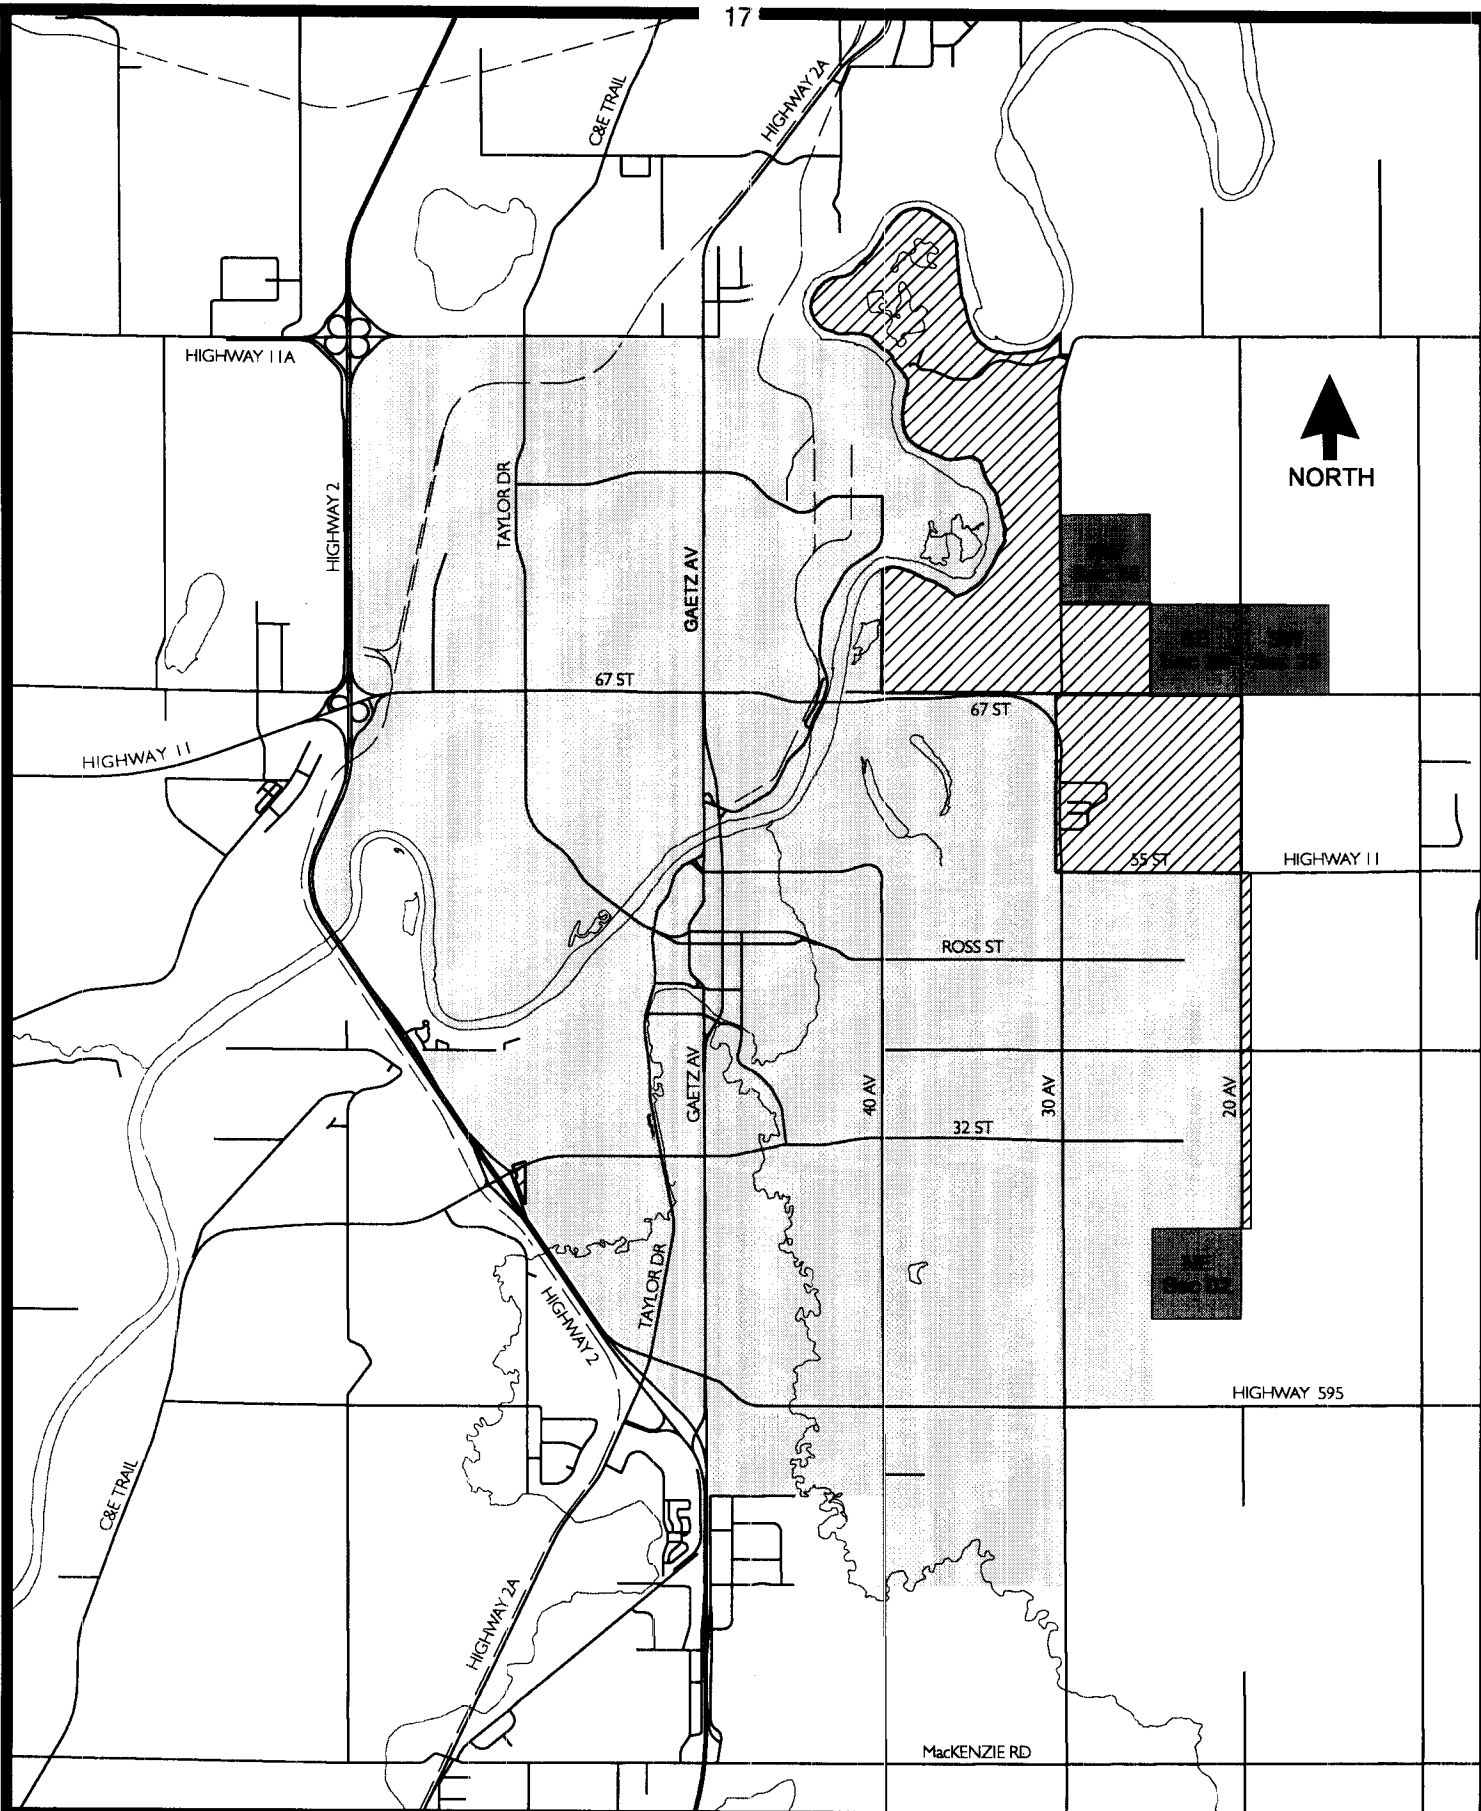 17
C&E TRAIL
HIGHWAY 2A
HIGHWAY 11A
NORTH
HIGHWAY 2
TAYLOR DR
GAETZ AV
67 ST
67 ST
HIGHWAY 11
55 ST
HIGHWAY 11
ROSS ST
GAETZ AV
40 AV
30 AV
20 AV
32 ST
TAYLOR DR
HIGHWAY 2
HIGHWAY 595
C&E TRAIL
HIGHWAY 2A
MacKENZIE RD